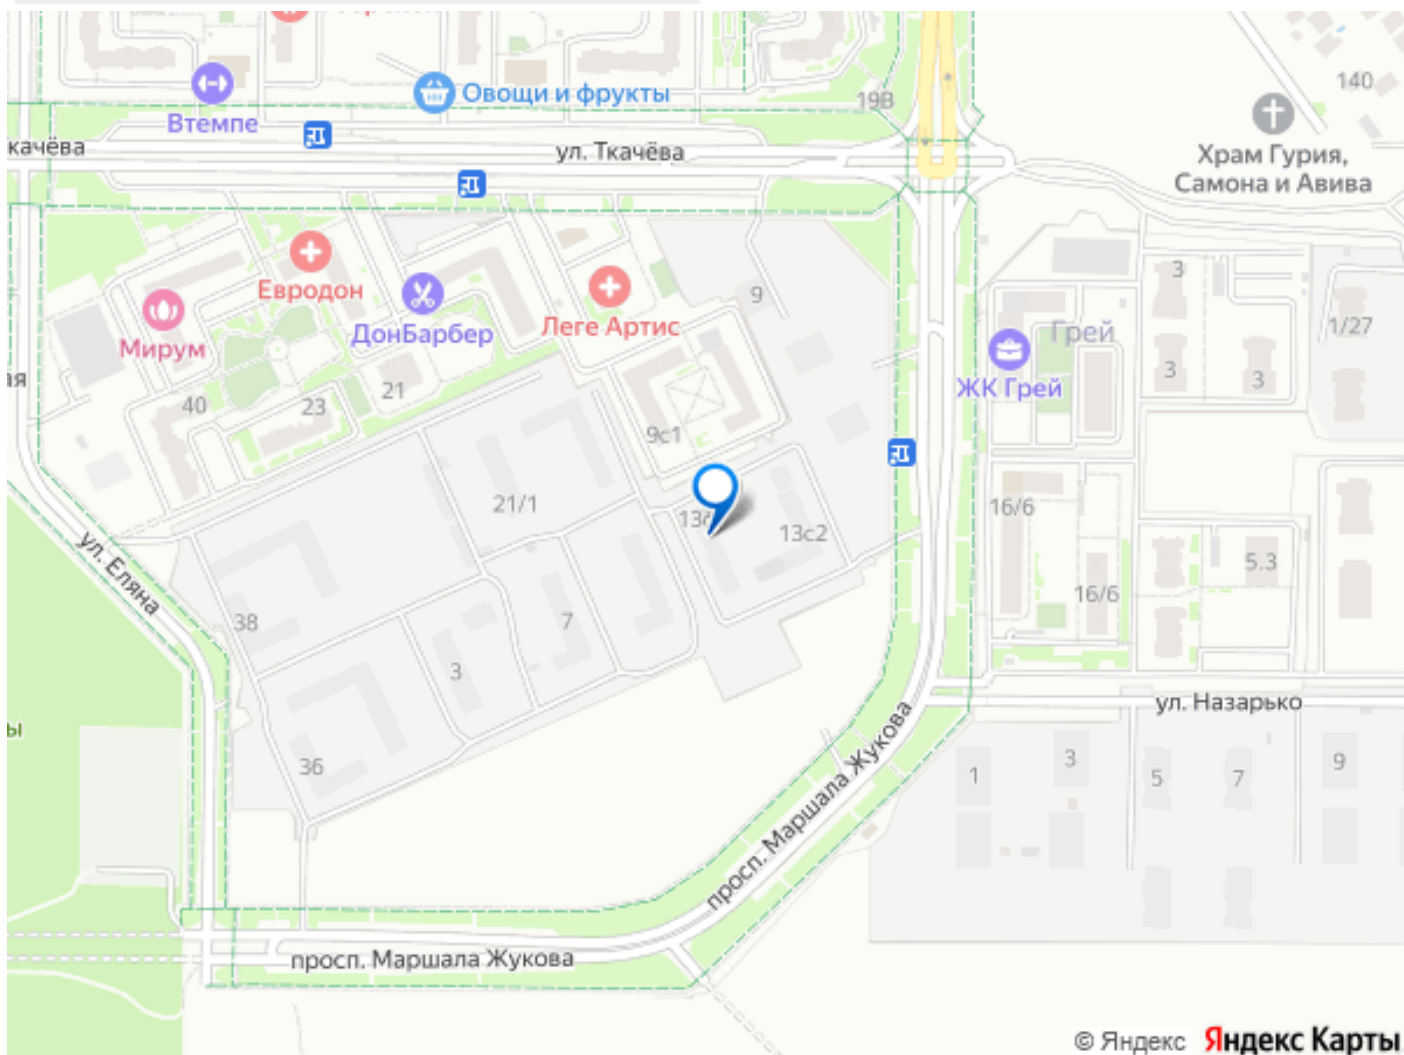 140
19В
Овощи и фрукты
Втемпе
ул. Ткачёва
качёва
Храм Гурия,
Самона и Авива
Евродон
9
3
Леге Артис
1/27
Грей
ДонБарбер
Мирум
3
3
ая
ЖК Грей
21
40
23
9с1
21/1
16/6
13с2
5.3
ул. Еляна
16/6
38
7
3
ул. Назарько
ы
36
1
3
5
7
9
просп. Маршала Жукова
просп. Маршала Жукова
© Яндекс Яндекс Карты